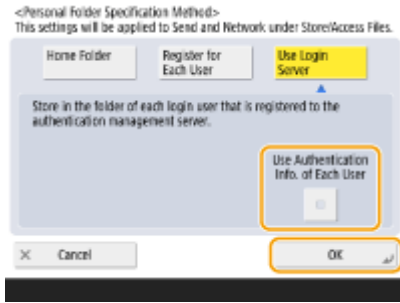 <Personal Folder Specification Method>
This settings will be applied to Send and Network under Store/Access Files.
Home Folder
Register for
Each User
Use Login
Server
Store in the folder of each login user that is registered to the
authentication management server.
Use Authentication
Info. of Each User
× Cancel
OK